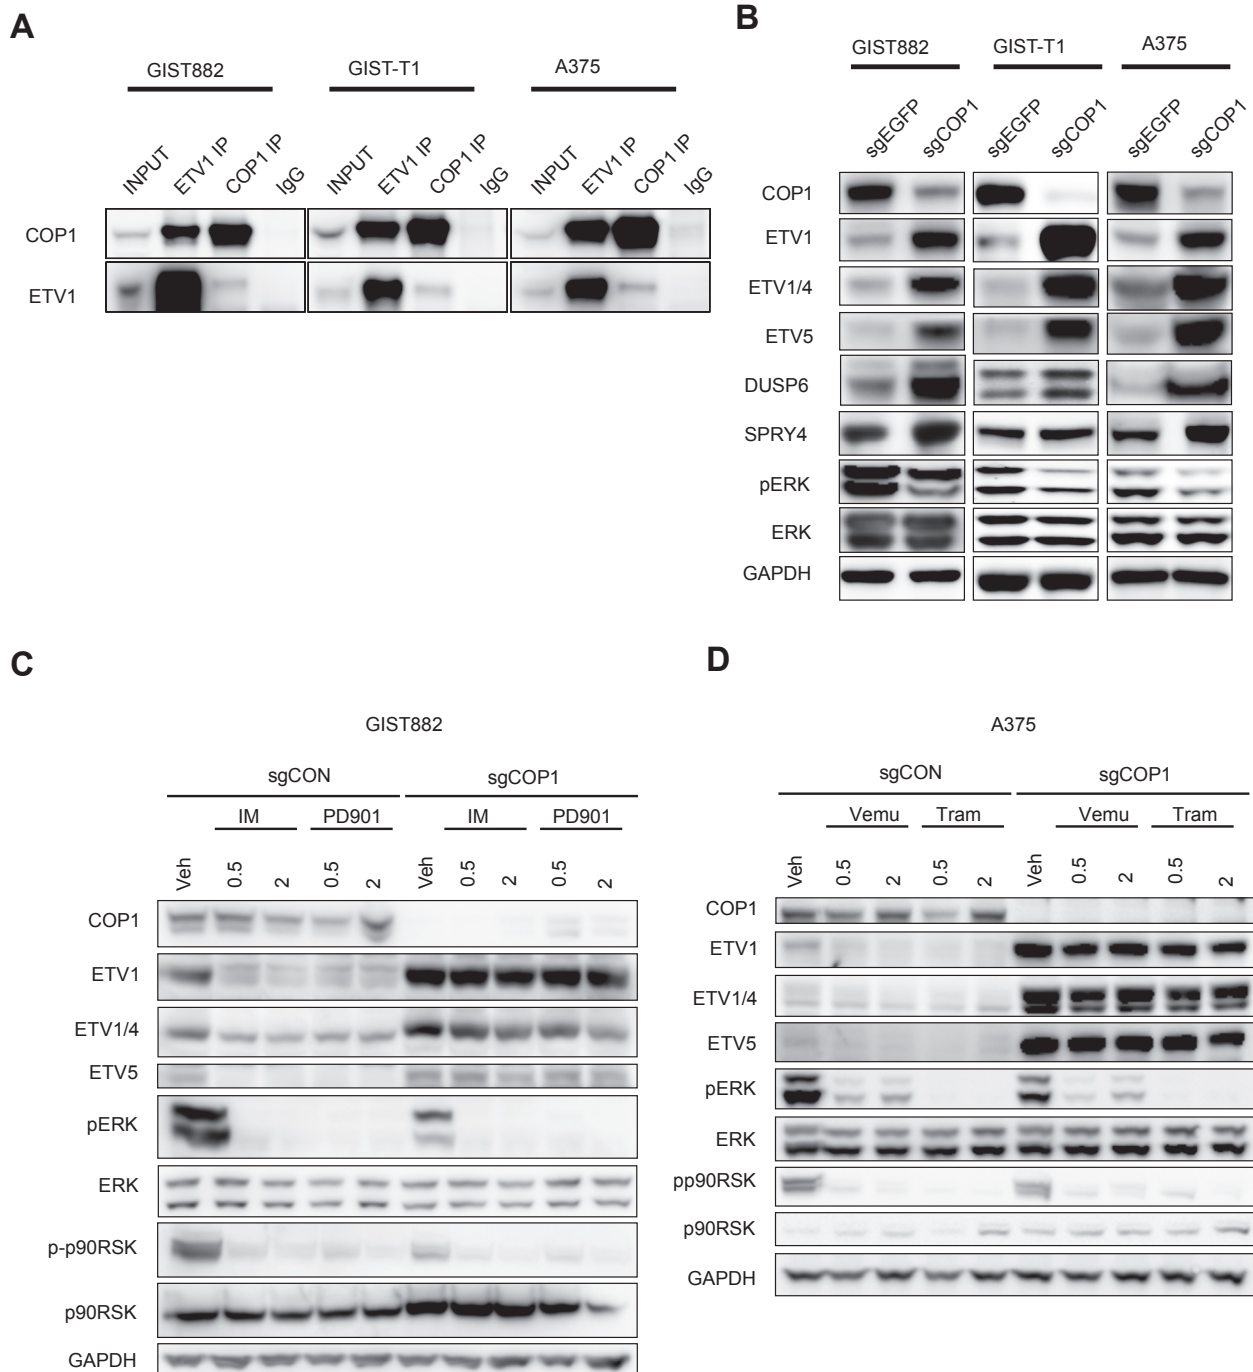 A
GIST882 GIST-T1 A375
INPUT ETV1 IP COP1 IP IgG INPUT ETV1 IP COP1 IP IgG INPUT ETV1 IP COP1 IP IgG
COP1
ETV1
B
GIST882 GIST-T1 A375
sgEGFP sgCOP1 sgEGFP sgCOP1 sgEGFP sgCOP1
COP1
ETV1
ETV1/4
ETV5
DUSP6
SPRY4
pERK
ERK
GAPDH
C
GIST882
sgCON sgCOP1
IM PD901 IM PD901
Veh 0.5 2 0.5 2 Veh 0.5 2 0.5 2
COP1
ETV1
ETV1/4
ETV5
pERK
ERK
p-p90RSK
p90RSK
GAPDH
D
A375
sgCON sgCOP1
Vemu Tram Vemu Tram
Veh 0.5 2 0.5 2 Veh 0.5 2 0.5 2
COP1
ETV1
ETV1/4
ETV5
pERK
ERK
pp90RSK
p90RSK
GAPDH